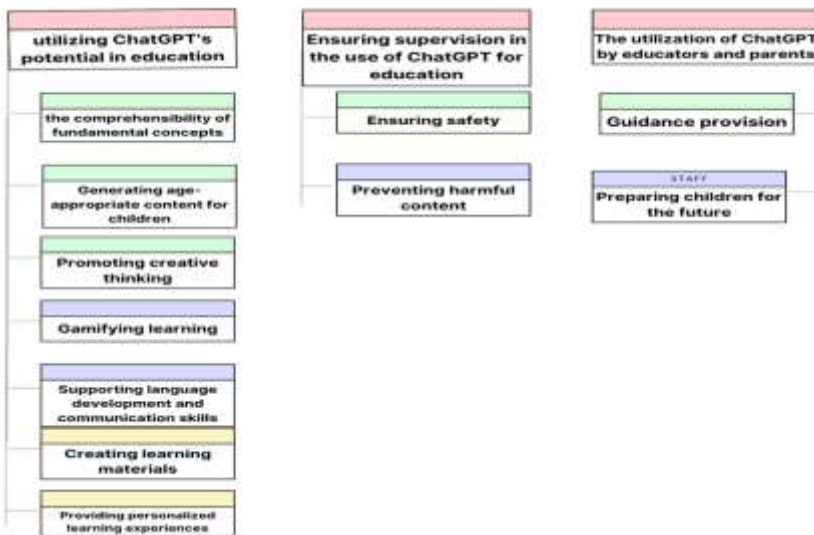 utilizing ChatGPT's
potential in education
the comprehensibility of
fundamental concepts
Generating age-
appropriate content for
children
Promoting creative
thinking
Gamifying learning
Supporting language
development and
communication skills
Creating learning
materials
Providing personalized
learning experiences
Ensuring supervision in
the use of ChatGPT for
education
Ensuring safety
Preventing harmful
content
The utilization of ChatGPT
by educators and parents
Guidance provision
STAFF
Preparing children for
the future